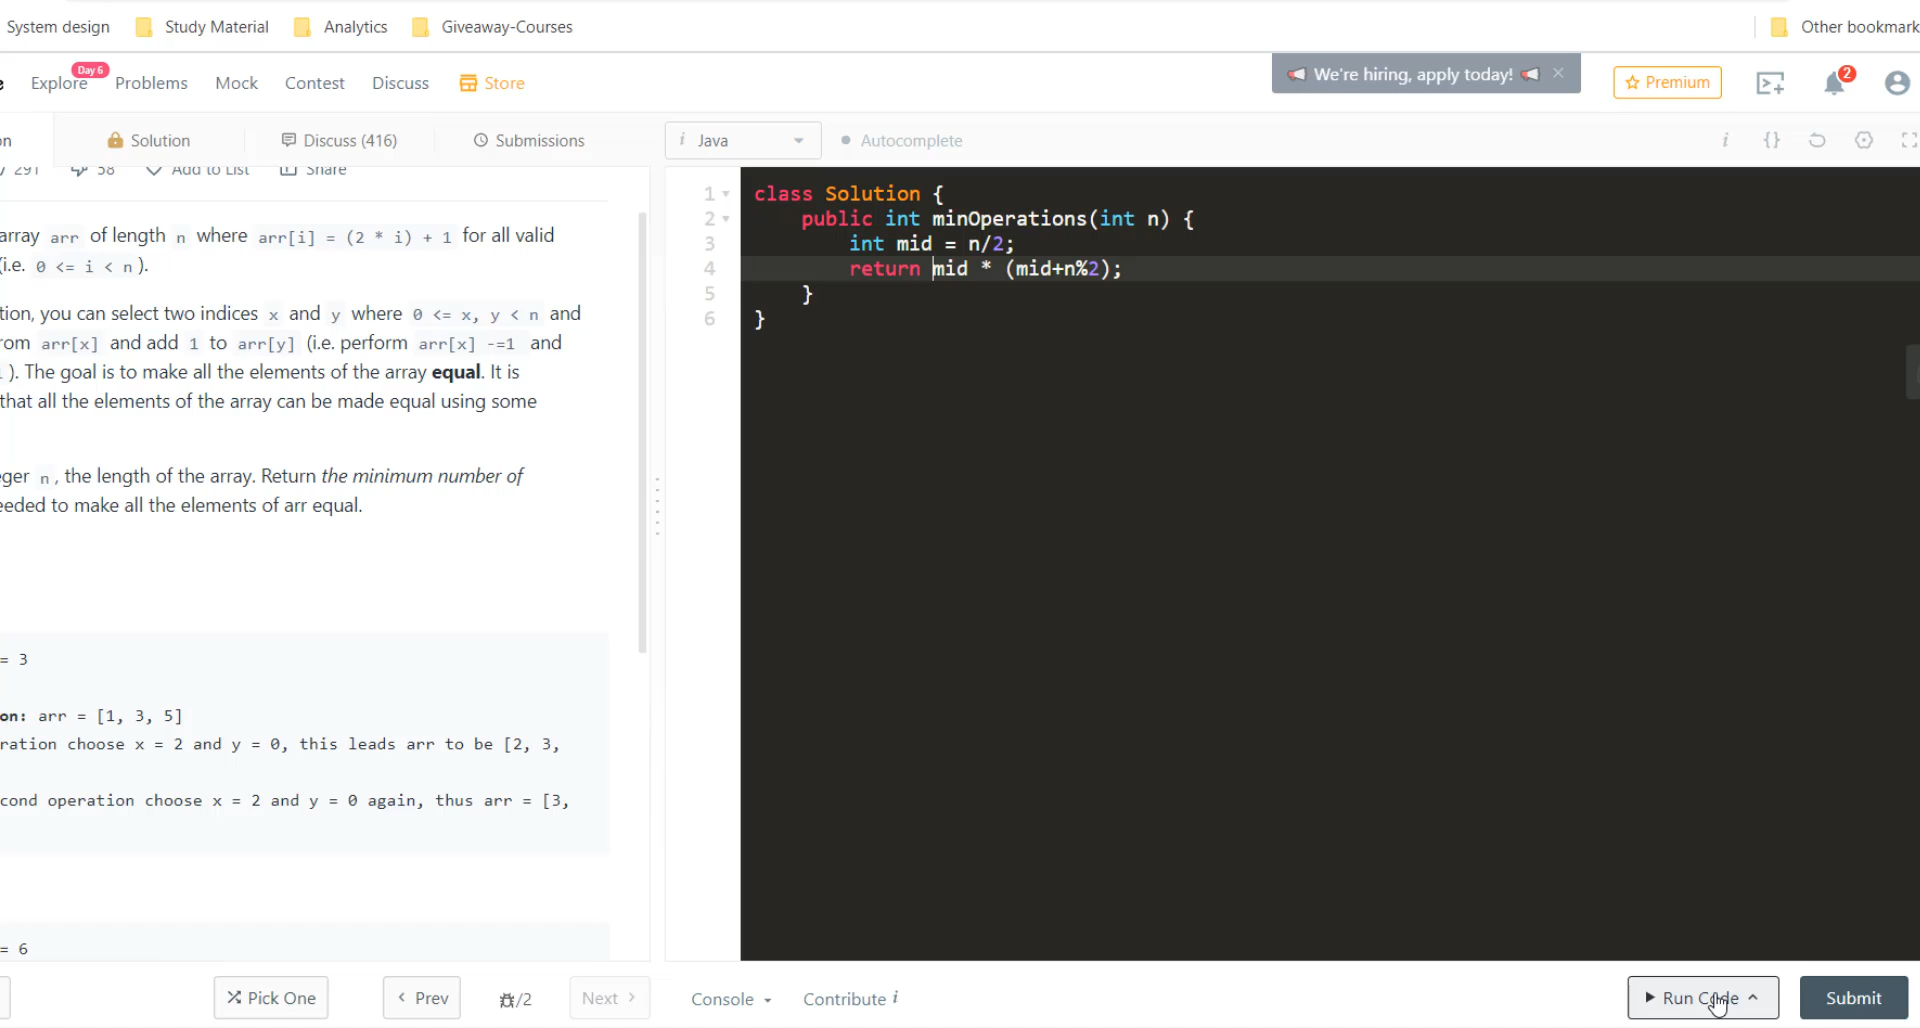 System design Study Material Analytics Giveaway-Courses Other bookmark
e Explore Day 6 Problems Mock Contest Discuss Store We're hiring, apply today! × Premium 2
on Solution Discuss (416) Submissions i Java Autocomplete i {}
291 58 Add to List Share
array arr of length n where arr[i] = (2 * i) + 1 for all valid
(i.e. 0 <= i < n).
tion, you can select two indices x and y where 0 <= x, y < n and
rom arr[x] and add 1 to arr[y] (i.e. perform arr[x] -=1 and
). The goal is to make all the elements of the array equal. It is
that all the elements of the array can be made equal using some
ger n, the length of the array. Return the minimum number of
eeded to make all the elements of arr equal.
= 3
on: arr = [1, 3, 5]
ration choose x = 2 and y = 0, this leads arr to be [2, 3,
cond operation choose x = 2 and y = 0 again, thus arr = [3,
= 6
1 class Solution {
2 public int minOperations(int n) {
3 int mid = n/2;
4 return mid * (mid+n%2);
5 }
6 }
Pick One < Prev /2 Next > Console Contribute i Run Code Submit